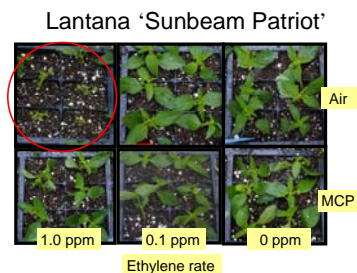 Lantana ‘Sunbeam Patriot’
Air
MCP
1.0 ppm 0.1 ppm 0 ppm
Ethylene rate